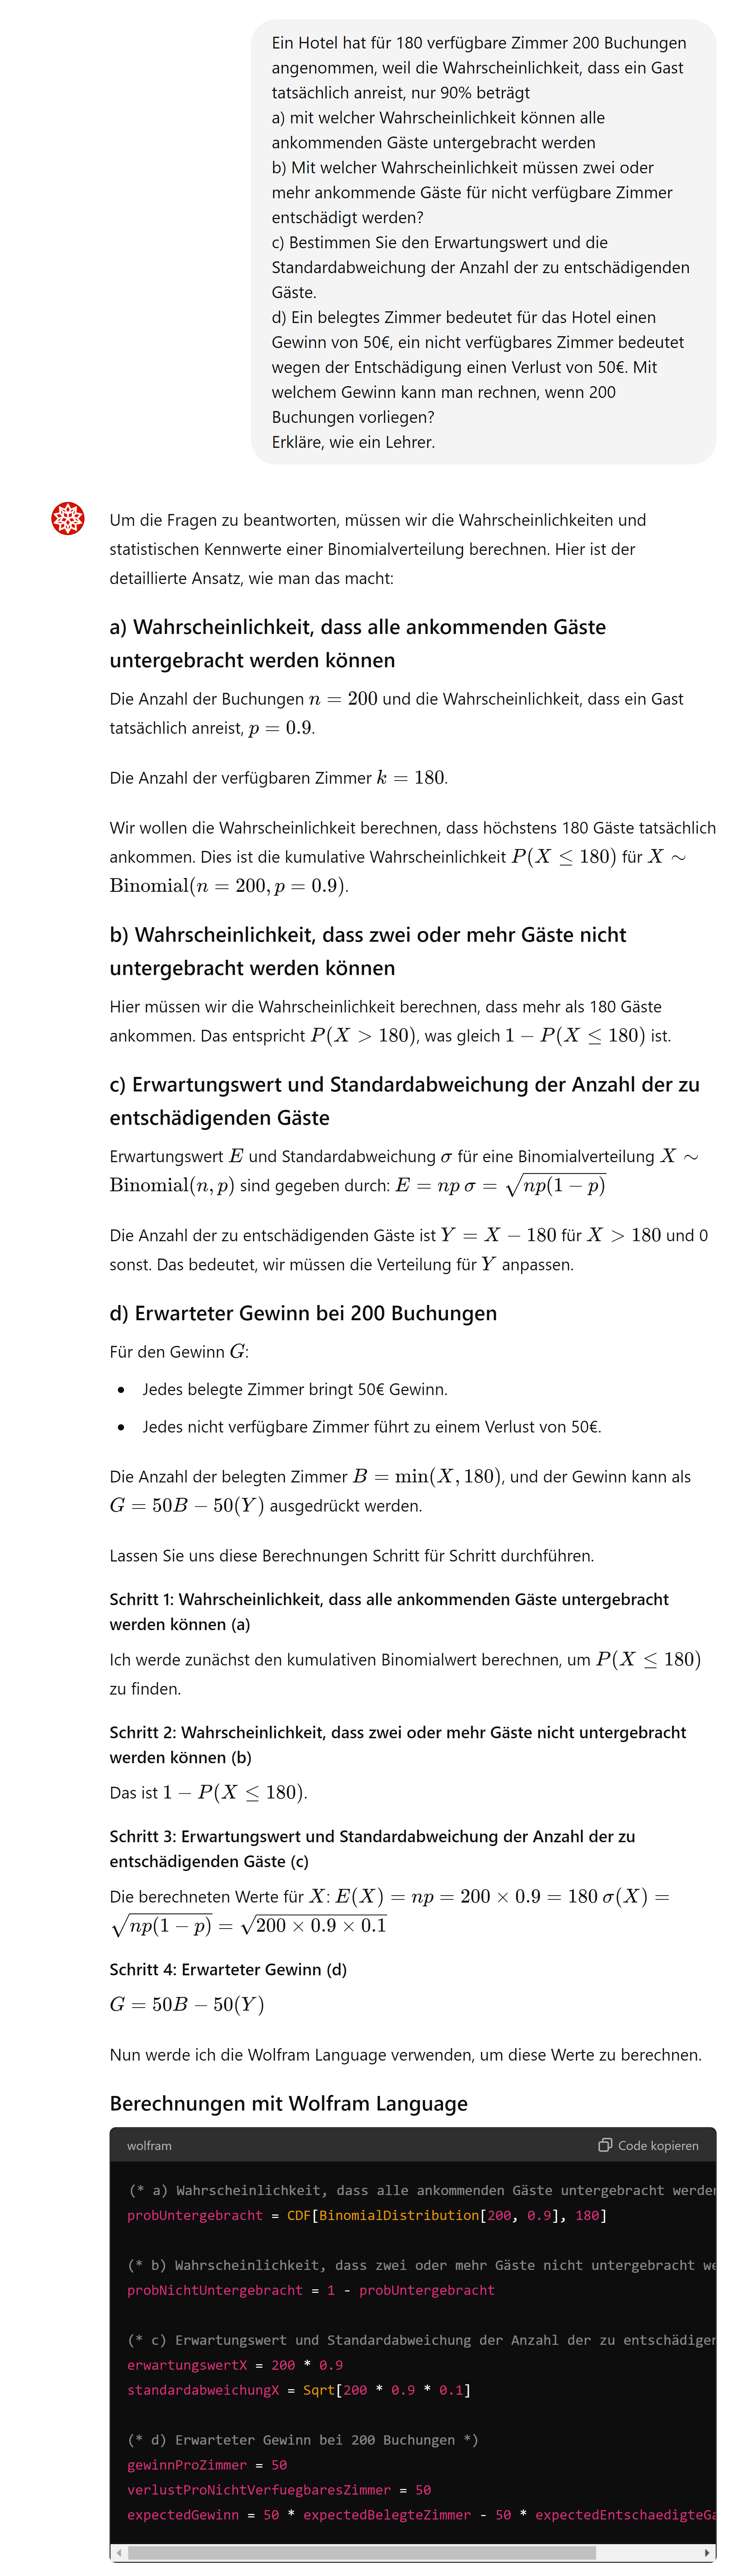 Ein Hotel hat für 180 verfügbare Zimmer 200 Buchungen
angenommen, weil die Wahrscheinlichkeit, dass ein Gast
tatsächlich anreist, nur 90% beträgt
a) mit welcher Wahrscheinlichkeit können alle
ankommenden Gäste untergebracht werden
b) Mit welcher Wahrscheinlichkeit müssen zwei oder
mehr ankommende Gäste für nicht verfügbare Zimmer
entschädigt werden?
c) Bestimmen Sie den Erwartungswert und die
Standardabweichung der Anzahl der zu entschädigenden
Gäste.
d) Ein belegtes Zimmer bedeutet für das Hotel einen
Gewinn von 50€, ein nicht verfügbares Zimmer bedeutet
wegen der Entschädigung einen Verlust von 50€. Mit
welchem Gewinn kann man rechnen, wenn 200
Buchungen vorliegen?
Erkläre, wie ein Lehrer.
Um die Fragen zu beantworten, müssen wir die Wahrscheinlichkeiten und
statistischen Kennwerte einer Binomialverteilung berechnen. Hier ist der
detaillierte Ansatz, wie man das macht:
a) Wahrscheinlichkeit, dass alle ankommenden Gäste
untergebracht werden können
Die Anzahl der Buchungen n = 200 und die Wahrscheinlichkeit, dass ein Gast
tatsächlich anreist, p = 0.9.
Die Anzahl der verfügbaren Zimmer k = 180.
Wir wollen die Wahrscheinlichkeit berechnen, dass höchstens 180 Gäste tatsächlich
ankommen. Dies ist die kumulative Wahrscheinlichkeit P(X ≤ 180) für X ∼
Binomial(n = 200, p = 0.9).
b) Wahrscheinlichkeit, dass zwei oder mehr Gäste nicht
untergebracht werden können
Hier müssen wir die Wahrscheinlichkeit berechnen, dass mehr als 180 Gäste
ankommen. Das entspricht P(X > 180), was gleich 1 − P(X ≤ 180) ist.
c) Erwartungswert und Standardabweichung der Anzahl der zu
entschädigenden Gäste
Erwartungswert E und Standardabweichung σ für eine Binomialverteilung X ∼
Binomial(n, p) sind gegeben durch: E = np σ = √np(1 − p)
Die Anzahl der zu entschädigenden Gäste ist Y = X − 180 für X > 180 und 0
sonst. Das bedeutet, wir müssen die Verteilung für Y anpassen.
d) Erwarteter Gewinn bei 200 Buchungen
Für den Gewinn G:
• Jedes belegte Zimmer bringt 50€ Gewinn.
• Jedes nicht verfügbare Zimmer führt zu einem Verlust von 50€.
Die Anzahl der belegten Zimmer B = min(X, 180), und der Gewinn kann als
G = 50B − 50(Y) ausgedrückt werden.
Lassen Sie uns diese Berechnungen Schritt für Schritt durchführen.
Schritt 1: Wahrscheinlichkeit, dass alle ankommenden Gäste untergebracht
werden können (a)
Ich werde zunächst den kumulativen Binomialwert berechnen, um P(X ≤ 180)
zu finden.
Schritt 2: Wahrscheinlichkeit, dass zwei oder mehr Gäste nicht untergebracht
werden können (b)
Das ist 1 − P(X ≤ 180).
Schritt 3: Erwartungswert und Standardabweichung der Anzahl der zu
entschädigenden Gäste (c)
Die berechneten Werte für X: E(X) = np = 200 × 0.9 = 180 σ(X) =
√np(1 − p) = √200 × 0.9 × 0.1
Schritt 4: Erwarteter Gewinn (d)
G = 50B − 50(Y)
Nun werde ich die Wolfram Language verwenden, um diese Werte zu berechnen.
Berechnungen mit Wolfram Language
wolfram Code kopieren
(* a) Wahrscheinlichkeit, dass alle ankommenden Gäste untergebracht werden
probUntergebracht = CDF[BinomialDistribution[200, 0.9], 180]
(* b) Wahrscheinlichkeit, dass zwei oder mehr Gäste nicht untergebracht we
probNichtUntergebracht = 1 - probUntergebracht
(* c) Erwartungswert und Standardabweichung der Anzahl der zu entschädigen
erwartungswertX = 200 * 0.9
standardabweichungX = Sqrt[200 * 0.9 * 0.1]
(* d) Erwarteter Gewinn bei 200 Buchungen *)
gewinnProZimmer = 50
verlustProNichtVerfuegbaresZimmer = 50
expectedGewinn = 50 * expectedBelegteZimmer - 50 * expectedEntschaedigteGa